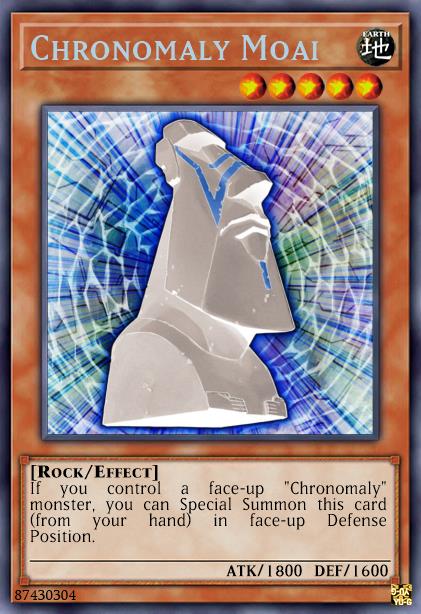 CHRONOMALY MOAI
EARTH
地
[ROCK/EFFECT]
If you control a face-up "Chronomaly"
monster, you can Special Summon this card
(from your hand) in face-up Defense
Position.
ATK/1800 DEF/1600
87430304